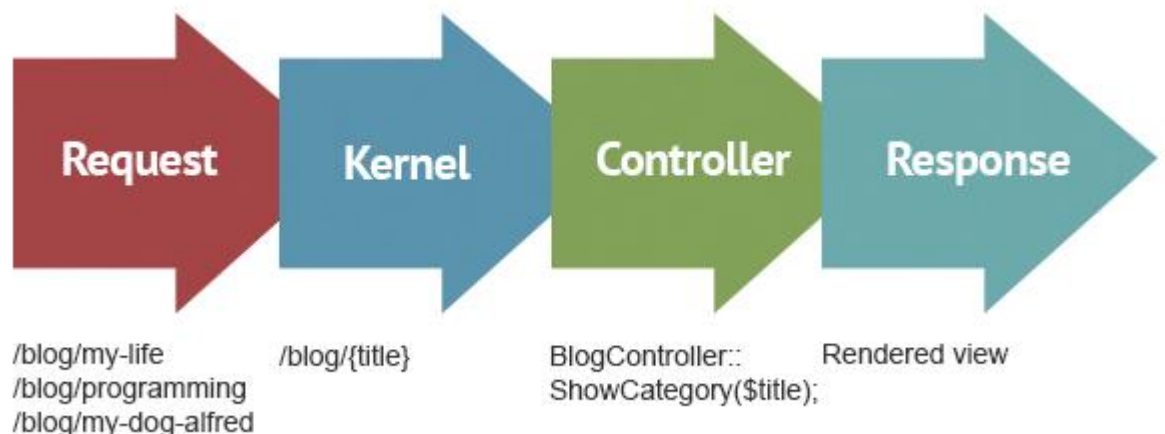 Request
Kernel
Controller
Response
/blog/my-life
/blog/programming
/blog/my-dog-alfred
/blog/{title}
BlogController::
ShowCategory($title);
Rendered view